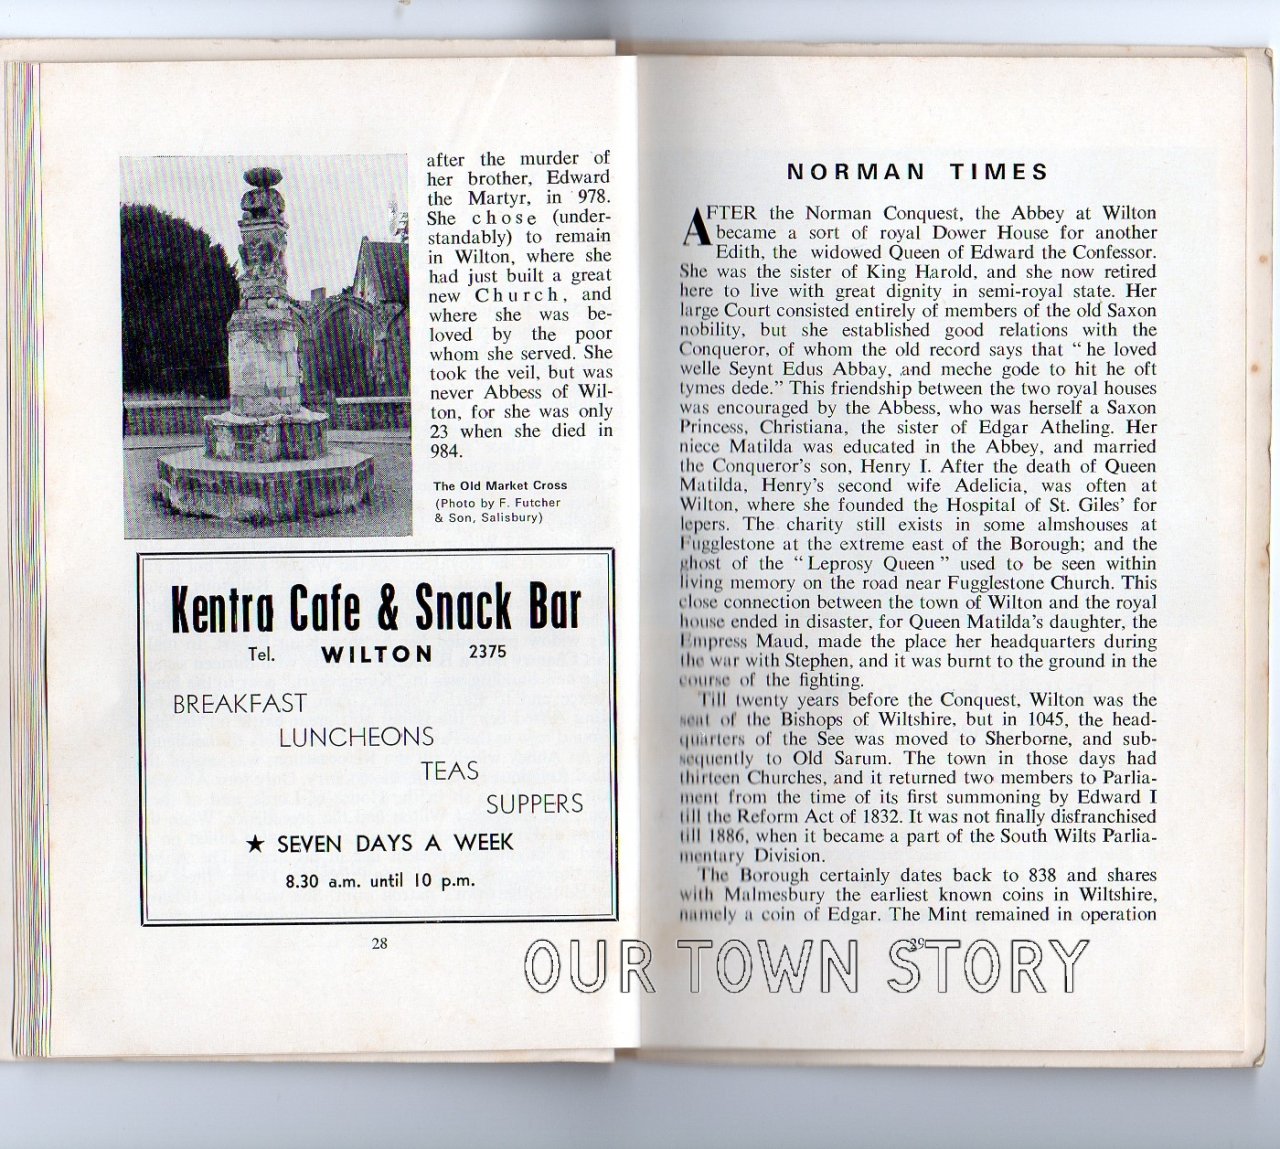 after the murder of
her brother, Edward
the Martyr, in 978.
She chose (under-
standably) to remain
in Wilton, where she
had just built a great
new Church, and
where she was be-
loved by the poor
whom she served. She
took the veil, but was
never Abbess of Wil-
ton, for she was only
23 when she died in
984.
The Old Market Cross
(Photo by F. Futcher
& Son, Salisbury)
Kentra Cafe & Snack Bar
Tel. WILTON 2375
BREAKFAST
LUNCHEONS
TEAS
SUPPERS
★ SEVEN DAYS A WEEK
8.30 a.m. until 10 p.m.
28
NORMAN TIMES
AFTER the Norman Conquest, the Abbey at Wilton
became a sort of royal Dower House for another
Edith, the widowed Queen of Edward the Confessor.
She was the sister of King Harold, and she now retired
here to live with great dignity in semi-royal state. Her
large Court consisted entirely of members of the old Saxon
nobility, but she established good relations with the
Conqueror, of whom the old record says that “ he loved
welle Seynt Edus Abbay, and meche gode to hit he oft
tymes dede.” This friendship between the two royal houses
was encouraged by the Abbess, who was herself a Saxon
Princess, Christiana, the sister of Edgar Atheling. Her
niece Matilda was educated in the Abbey, and married
the Conqueror's son, Henry I. After the death of Queen
Matilda, Henry's second wife Adelicia, was often at
Wilton, where she founded the Hospital of St. Giles' for
lepers. The charity still exists in some almshouses at
Fugglestone at the extreme east of the Borough; and the
ghost of the “ Leprosy Queen ” used to be seen within
living memory on the road near Fugglestone Church. This
close connection between the town of Wilton and the royal
house ended in disaster, for Queen Matilda's daughter, the
Empress Maud, made the place her headquarters during
the war with Stephen, and it was burnt to the ground in the
course of the fighting.
Till twenty years before the Conquest, Wilton was the
seat of the Bishops of Wiltshire, but in 1045, the head-
quarters of the See was moved to Sherborne, and sub-
sequently to Old Sarum. The town in those days had
thirteen Churches, and it returned two members to Parlia-
ment from the time of its first summoning by Edward I
till the Reform Act of 1832. It was not finally disfranchised
till 1886, when it became a part of the South Wilts Parlia-
mentary Division.
The Borough certainly dates back to 838 and shares
with Malmesbury the earliest known coins in Wiltshire,
namely a coin of Edgar. The Mint remained in operation
29
OUR TOWN STORY